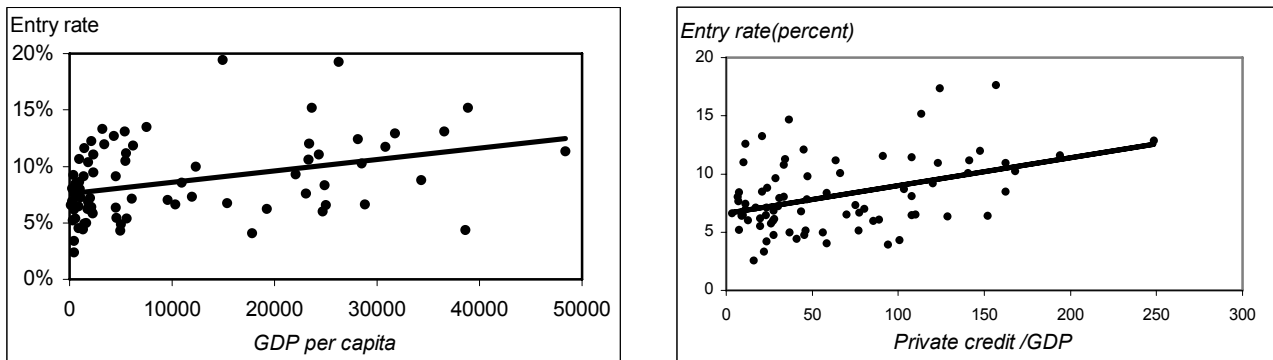 Entry rate
20%
15%
10%
5%
0%
0 10000 20000 30000 40000 50000
GDP per capita
Entry rate(percent)
20
15
10
5
0
0 50 100 150 200 250 300
Private credit /GDP